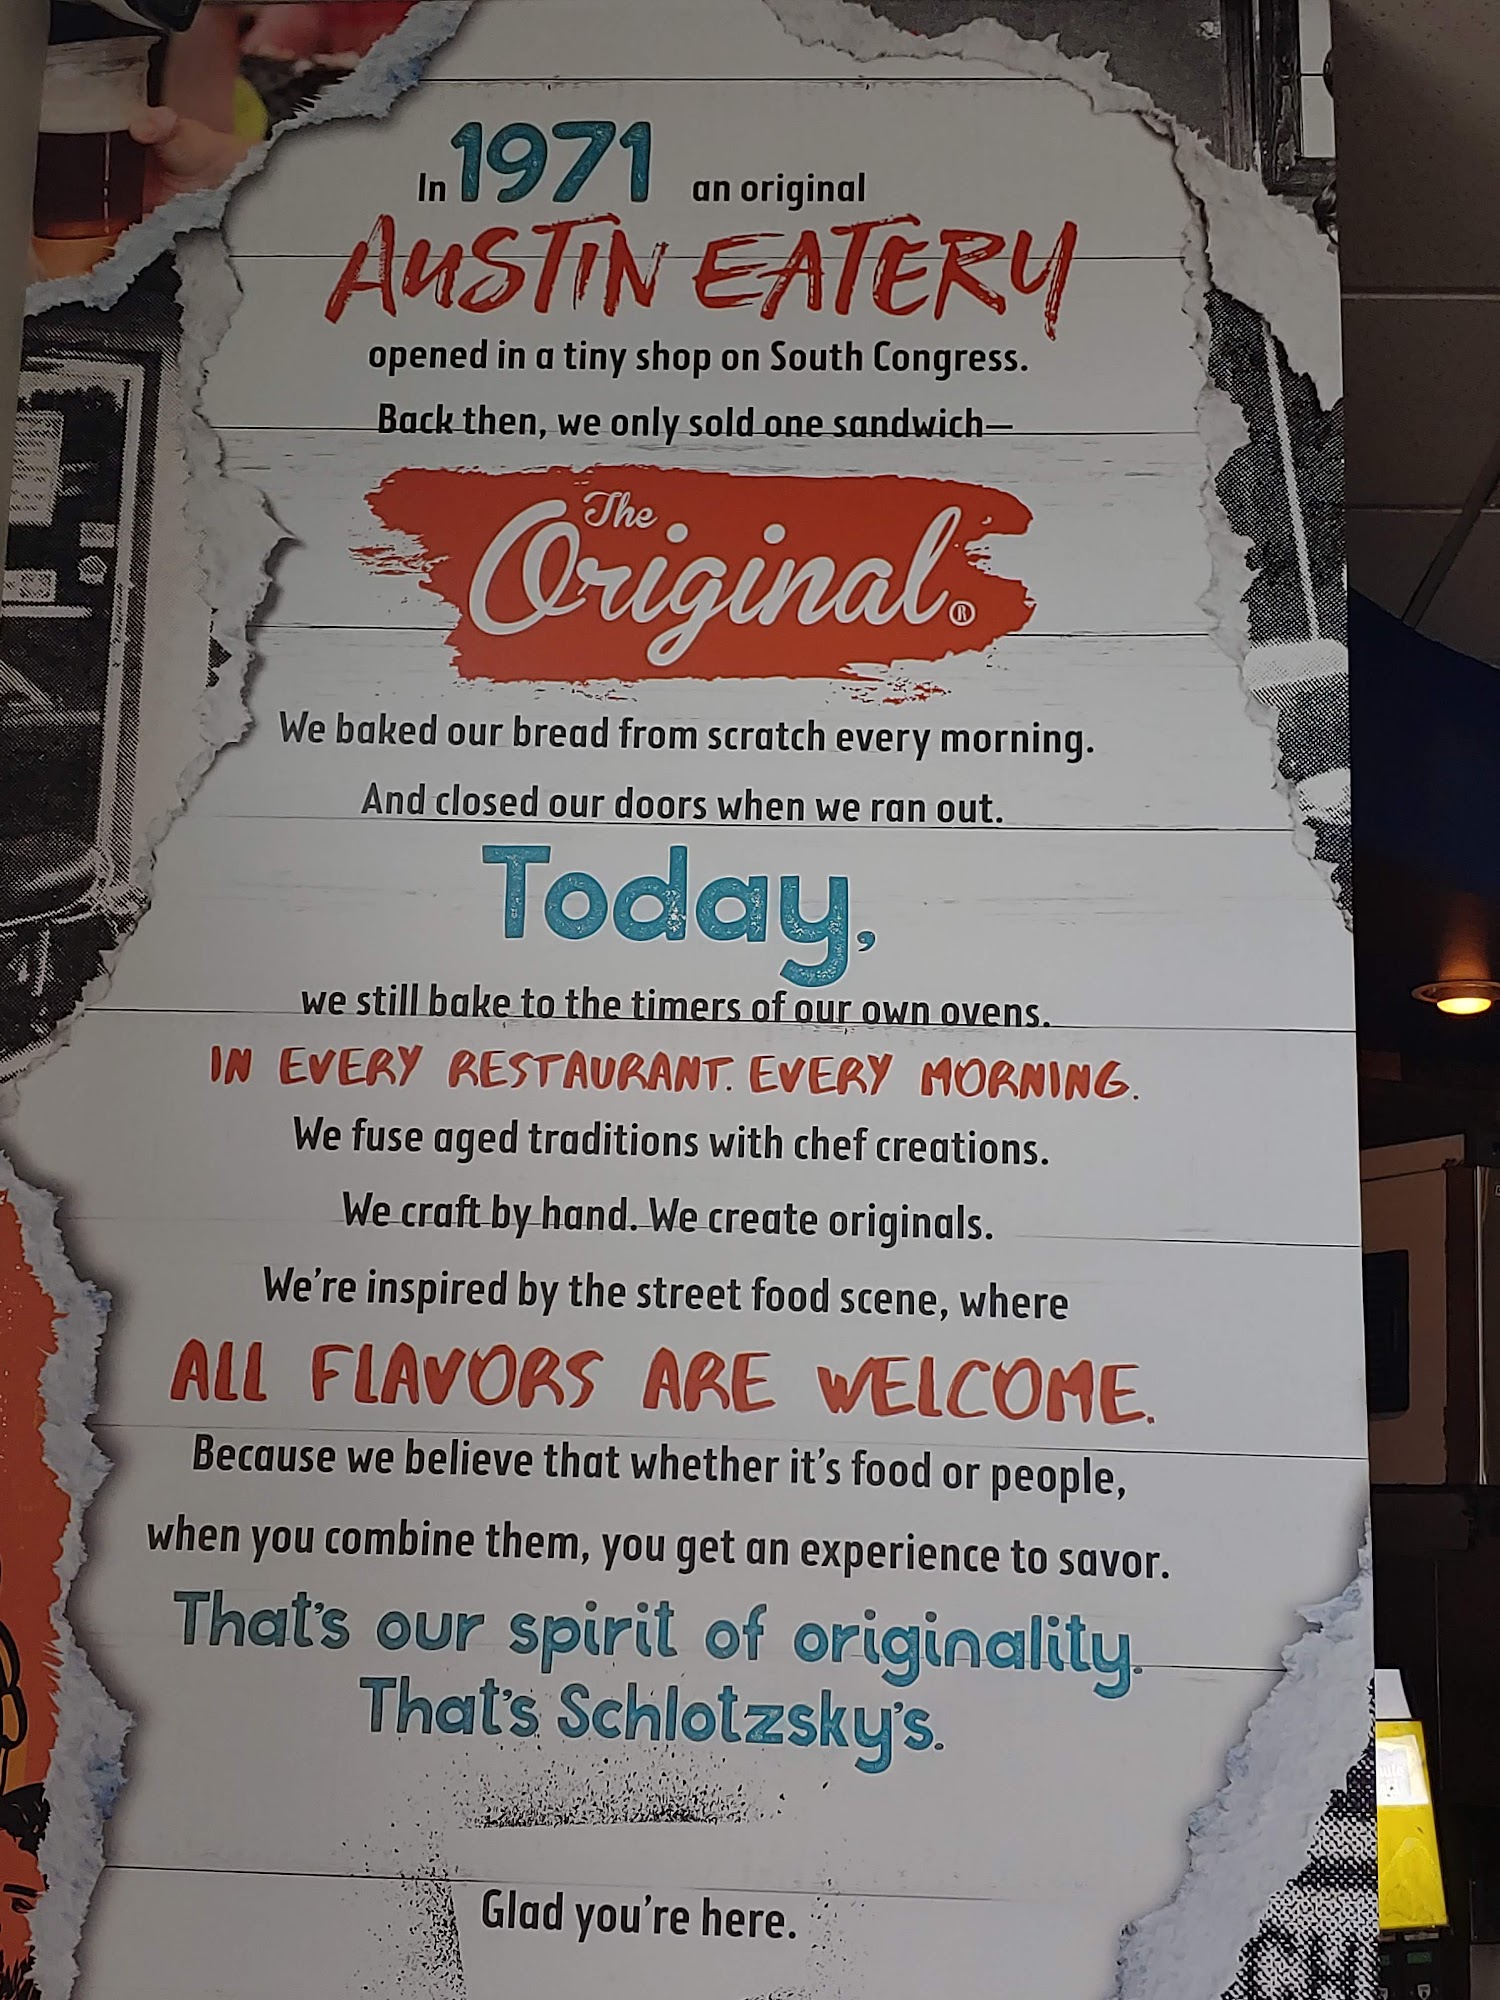 In 1971 an original
AUSTIN EATERY
opened in a tiny shop on South Congress.
Back then, we only sold one sandwich—
The
Original®
We baked our bread from scratch every morning.
And closed our doors when we ran out.
Today,
we still bake to the timers of our own ovens.
IN EVERY RESTAURANT. EVERY MORNING.
We fuse aged traditions with chef creations.
We craft by hand. We create originals.
We're inspired by the street food scene, where
ALL FLAVORS ARE WELCOME.
Because we believe that whether it's food or people,
when you combine them, you get an experience to savor.
That's our spirit of originality.
That's Schlotzsky's.
Glad you're here.